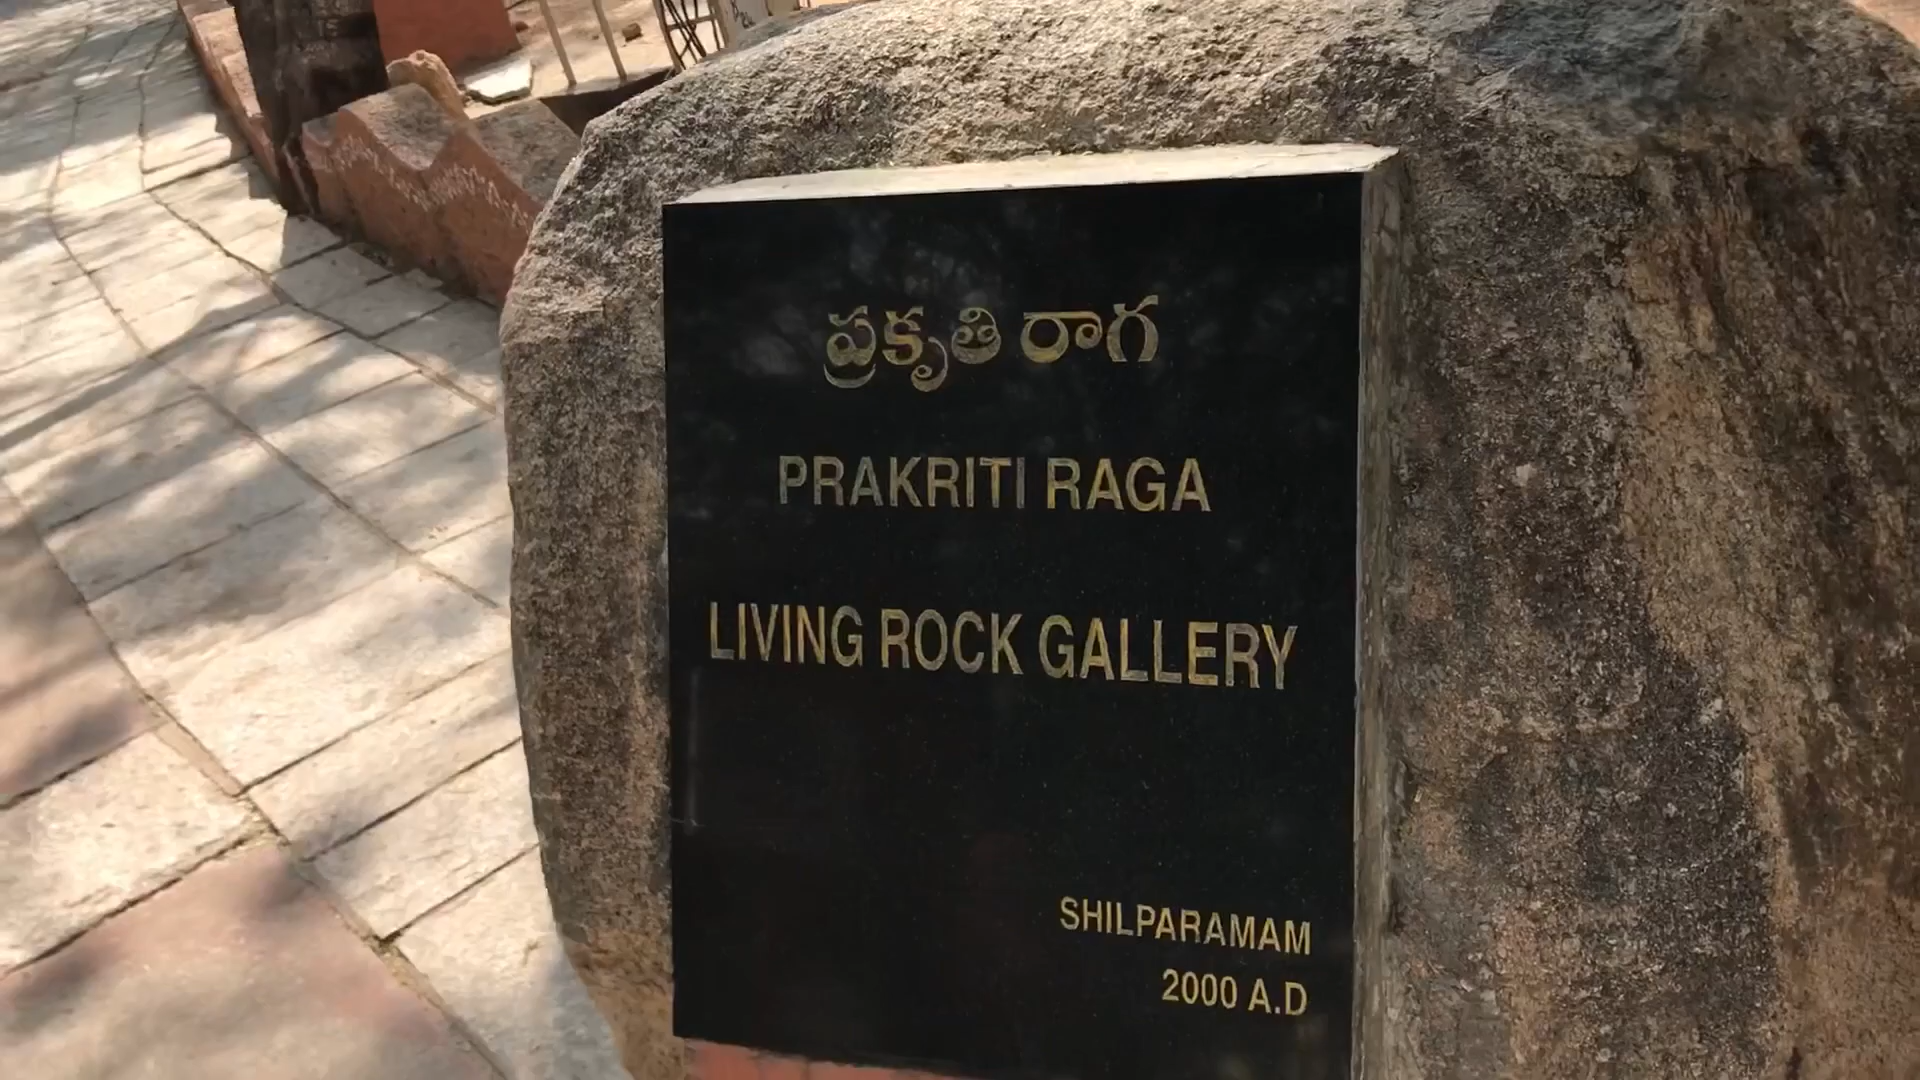 ప్రకృతి రాగ
PRAKRITI RAGA
LIVING ROCK GALLERY
SHILPARAMAM
2000 A.D